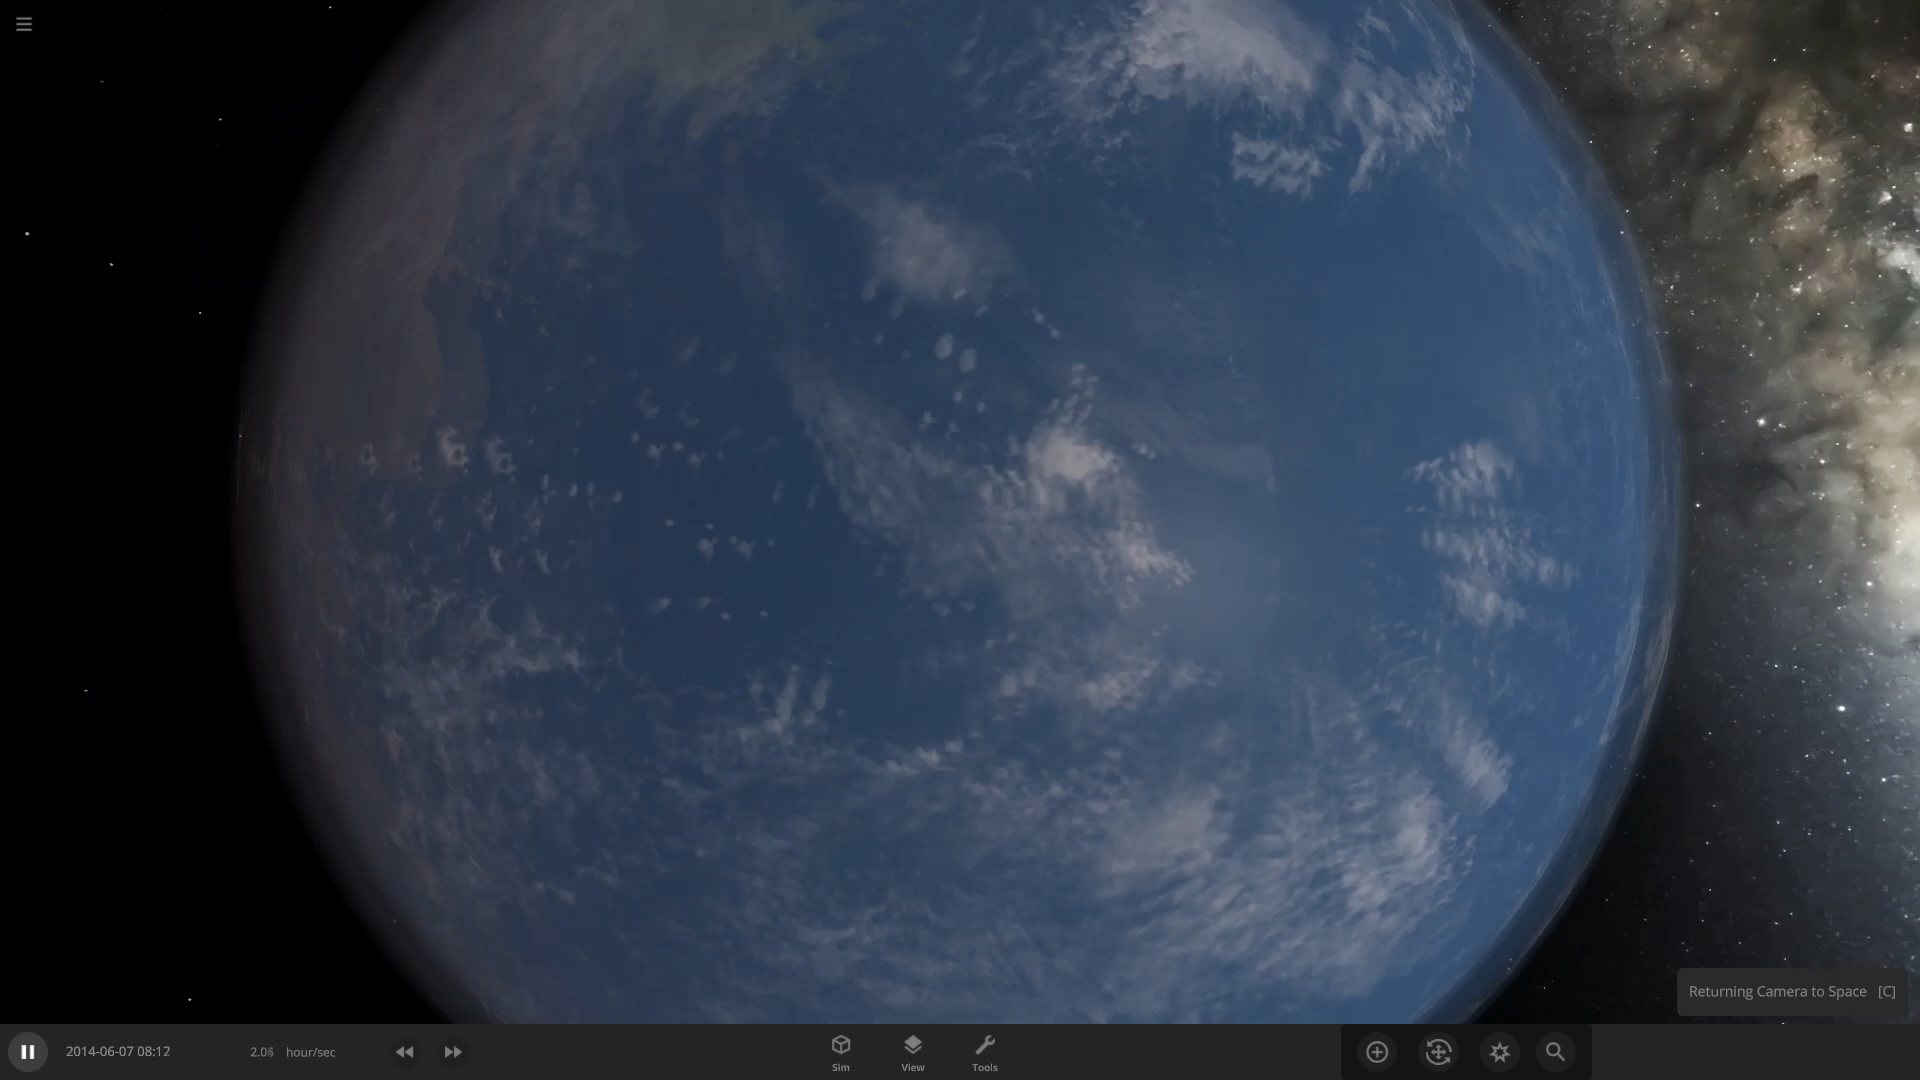 Returning Camera to Space [C]
2014-06-07 08:12
hour/sec
Sim
View
Tools